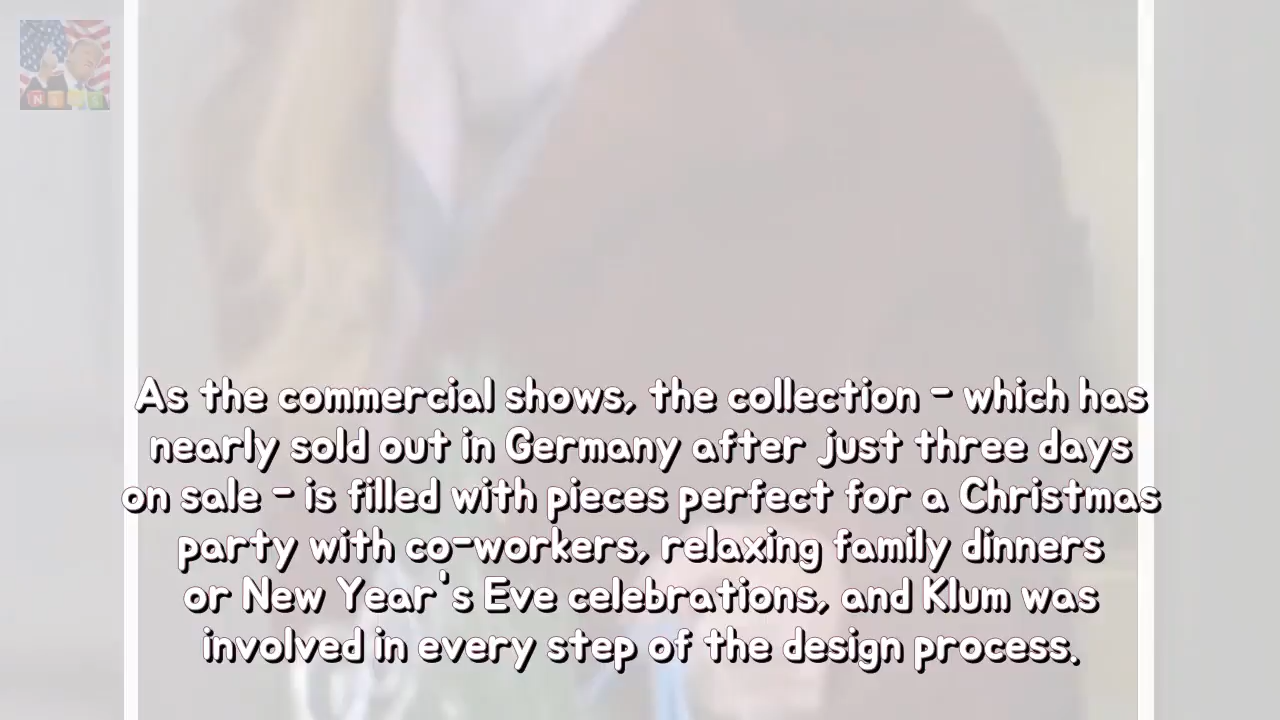 NEWS
As the commercial shows, the collection - which has
nearly sold out in Germany after just three days
on sale - is filled with pieces perfect for a Christmas
party with co-workers, relaxing family dinners
or New Year's Eve celebrations, and Klum was
involved in every step of the design process.